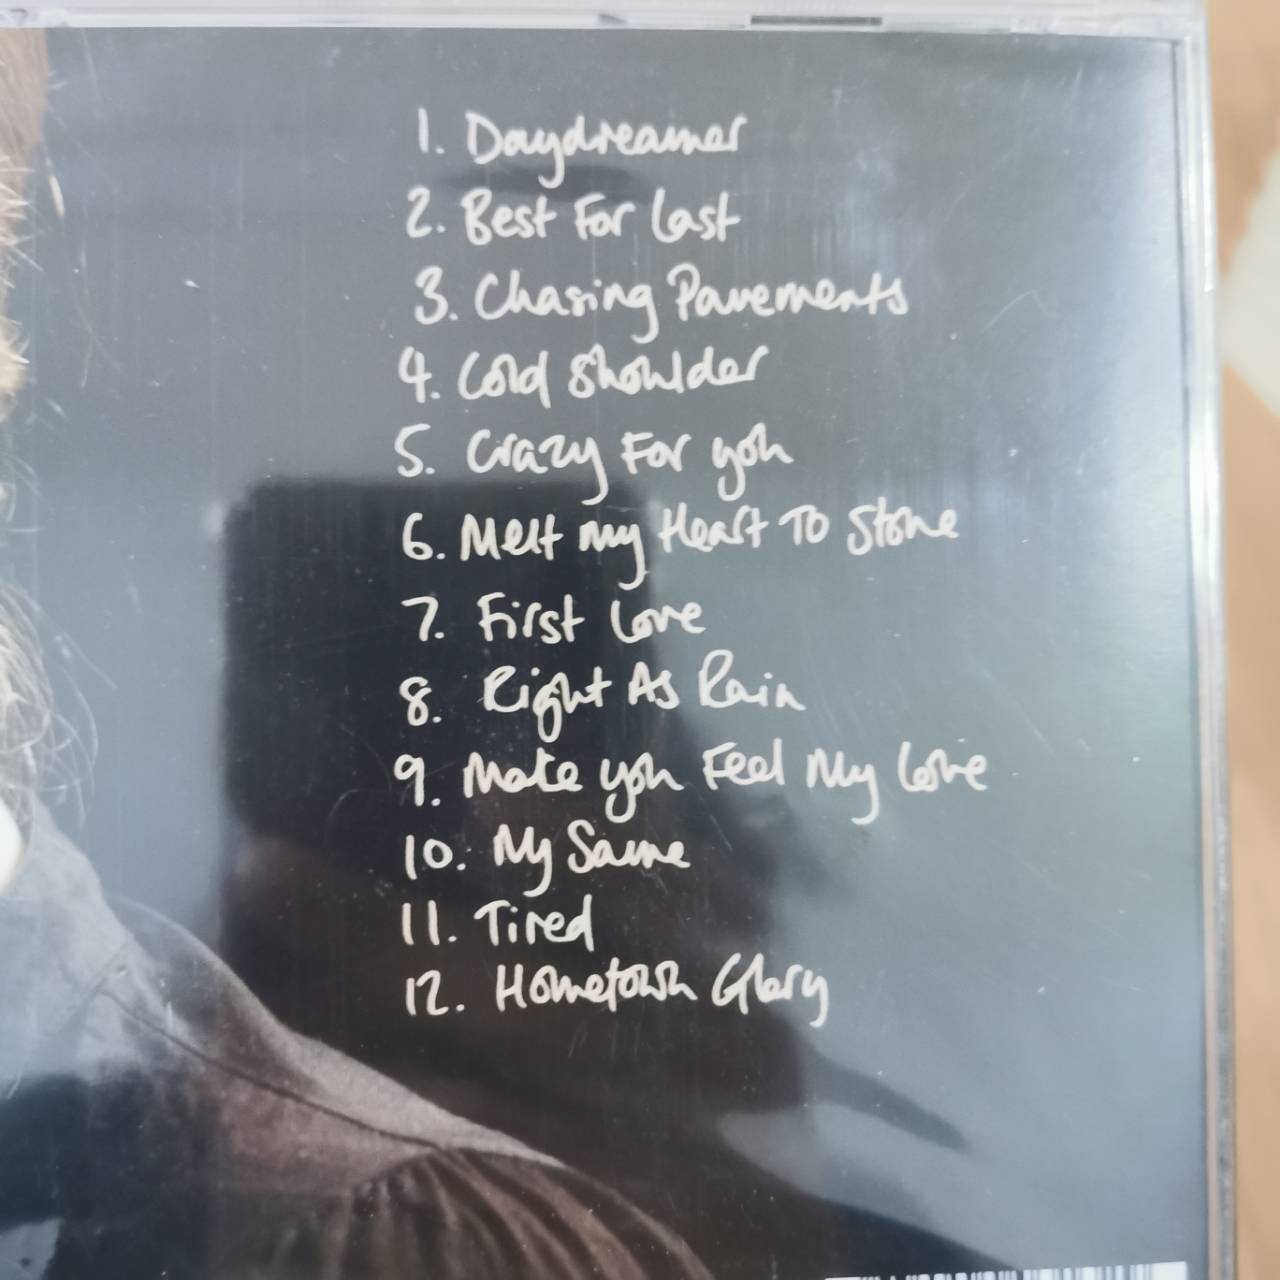 1. Daydreamer
2. Best For Last
3. Chasing Pavements
4. Cold Shoulder
5. Crazy For you
6. Melt My Heart To Stone
7. First Love
8. Right As Rain
9. Make you Feel My Love
10. My Same
11. Tired
12. Hometown Glory